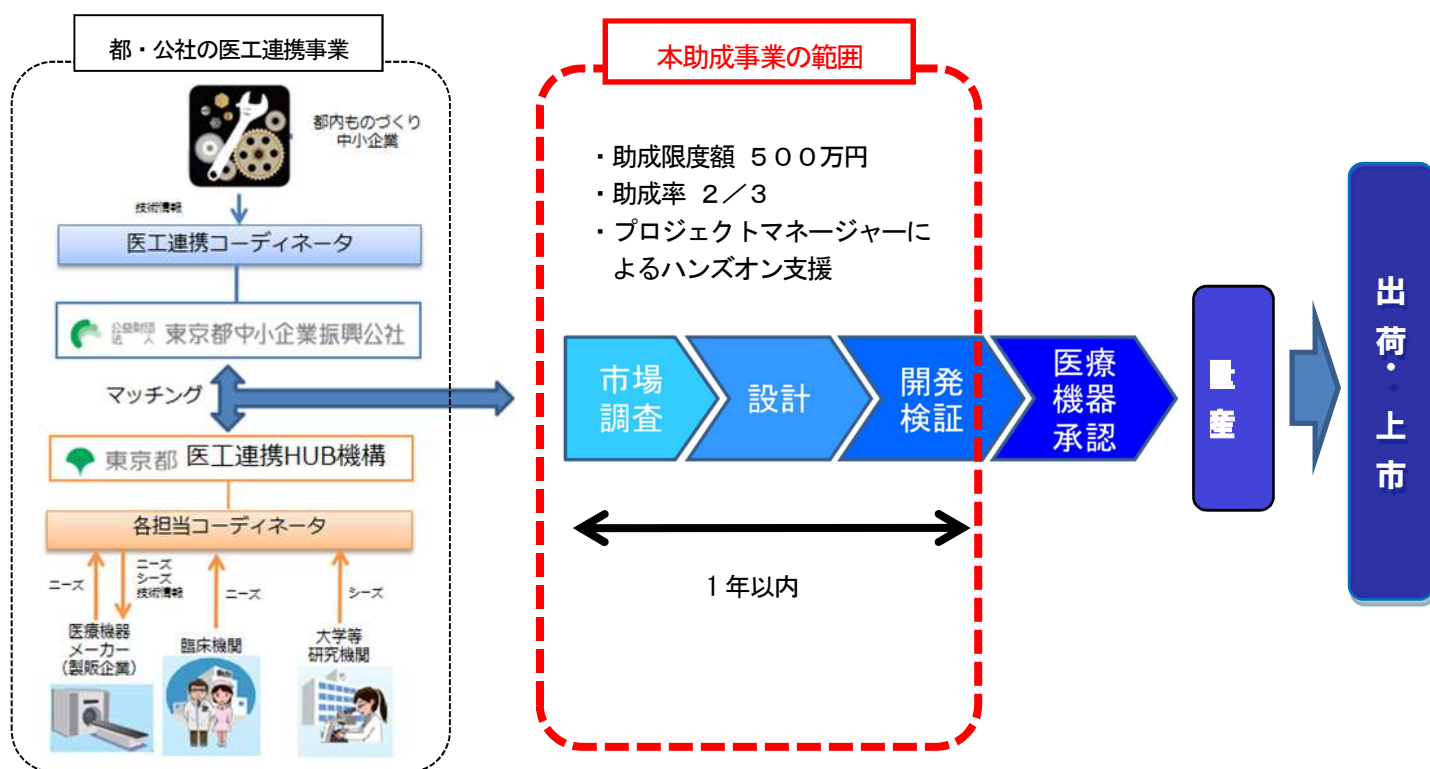 都・公社の医工連携事業
都内ものづくり
中小企業
技術情報
医工連携コーディネータ
公益財団
法 人
東京都中小企業振興公社
マッチング
東京都 医工連携HUB機構
各担当コーディネータ
ニーズ
ニーズ
シーズ
技術情報
ニーズ
シーズ
医療機器
メーカー
(製販企業)
臨床機関
大学等
研究機関
本助成事業の範囲
・助成限度額 500万円
・助成率 2/3
・プロジェクトマネージャーに
よるハンズオン支援
市場
調査
設計
開発
検証
医療
機器
承認
1年以内
量産
出荷・上市